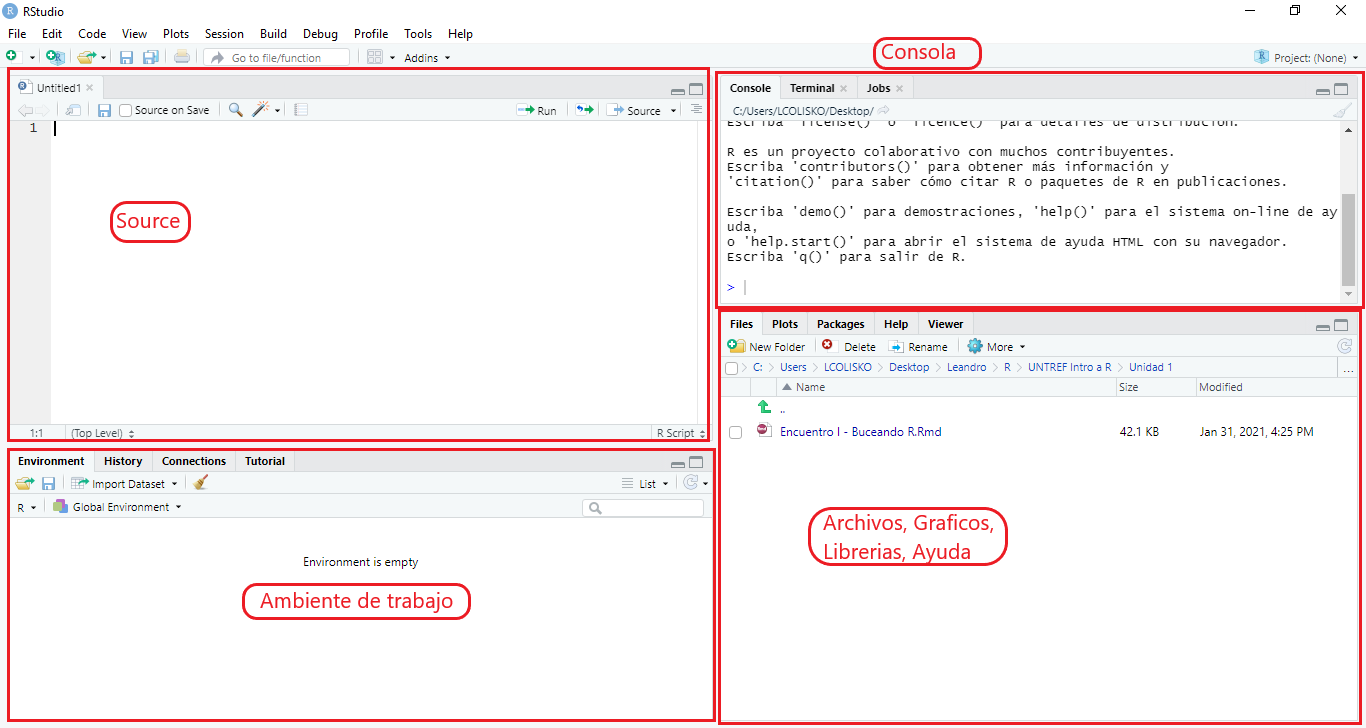 RStudio
File Edit Code View Plots Session Build Debug Profile Tools Help
Go to file/function Addins
Project: (None)
Consola
Untitled1
Source on Save Run Source
1
Source
1:1 (Top Level) R Script
Console Terminal Jobs
C:/Users/LCOLISKO/Desktop/
Escriba 'license()' o 'licence()' para detalles de distribución.
R es un proyecto colaborativo con muchos contribuyentes.
Escriba 'contributors()' para obtener más información y
'citation()' para saber cómo citar R o paquetes de R en publicaciones.
Escriba 'demo()' para demostraciones, 'help()' para el sistema on-line de ay
uda,
o 'help.start()' para abrir el sistema de ayuda HTML con su navegador.
Escriba 'q()' para salir de R.
>
Environment History Connections Tutorial
Import Dataset List
R Global Environment
Environment is empty
Ambiente de trabajo
Files Plots Packages Help Viewer
New Folder Delete Rename More
C: Users LCOLISKO Desktop Leandro R UNTREF Intro a R Unidad 1 ...
Name Size Modified
..
Encuentro I - Buceando R.Rmd 42.1 KB Jan 31, 2021, 4:25 PM
Archivos, Graficos,
Librerias, Ayuda